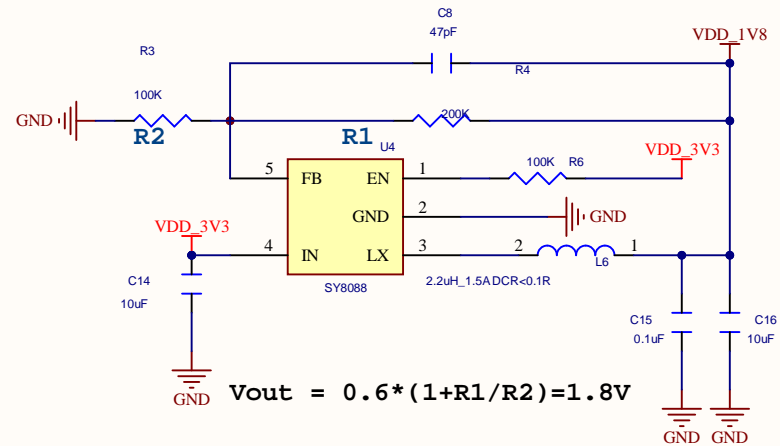 C8
47pF
VDD_1V8
R3
R4
100K
200K
GND
R2
R1
U4
VDD_3V3
100K
R6
5
FB
EN
1
GND
2
GND
VDD_3V3
4
IN
LX
3
2
1
L6
C14
10uF
SY8088
2.2uH_1.5A DCR<0.1R
C15
0.1uF
C16
10uF
GND
Vout = 0.6*(1+R1/R2)=1.8V
GND
GND